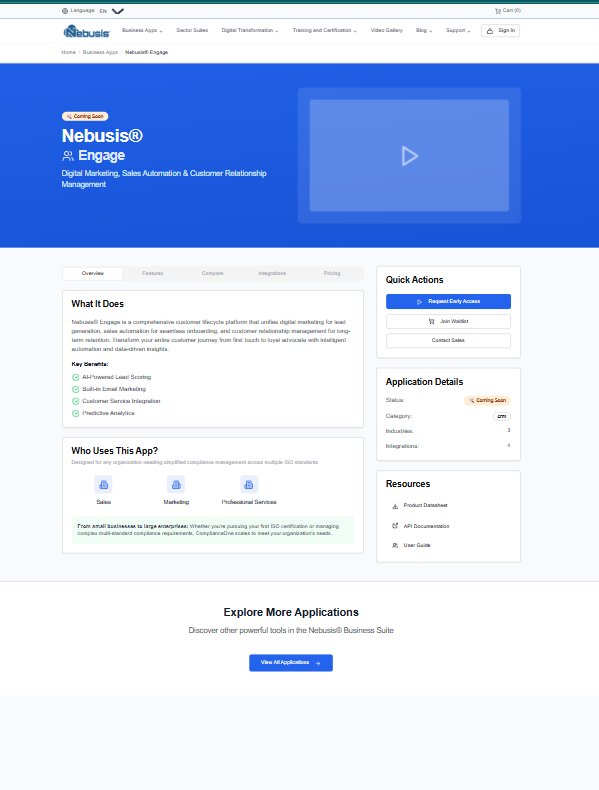 Language: EN
Cart (0)
Nebusis
Business Apps
Sector Suites
Digital Transformation
Training and Certification
Video Gallery
Blog
Support
Sign In
Home / Business Apps / Nebusis® Engage
Coming Soon
Nebusis®
Engage
Digital Marketing, Sales Automation & Customer Relationship
Management
Overview
Features
Compare
Integrations
Pricing
What It Does
Nebusis® Engage is a comprehensive customer lifecycle platform that unifies digital marketing for lead
generation, sales automation for seamless onboarding, and customer relationship management for long-
term retention. Transform your entire customer journey from first touch to loyal advocate with intelligent
automation and data-driven insights.
Key Benefits:
AI-Powered Lead Scoring
Built-in Email Marketing
Customer Service Integration
Predictive Analytics
Who Uses This App?
Designed for any organization needing simplified compliance management across multiple ISO standards
Sales
Marketing
Professional Services
From small businesses to large enterprises: Whether you're pursuing your first ISO certification or managing
complex multi-standard compliance requirements, ComplianceOne scales to meet your organization's needs.
Quick Actions
Request Early Access
Join Waitlist
Contact Sales
Application Details
Status:
Coming Soon
Category:
crm
Industries:
3
Integrations:
4
Resources
Product Datasheet
API Documentation
User Guide
Explore More Applications
Discover other powerful tools in the Nebusis® Business Suite
View All Applications